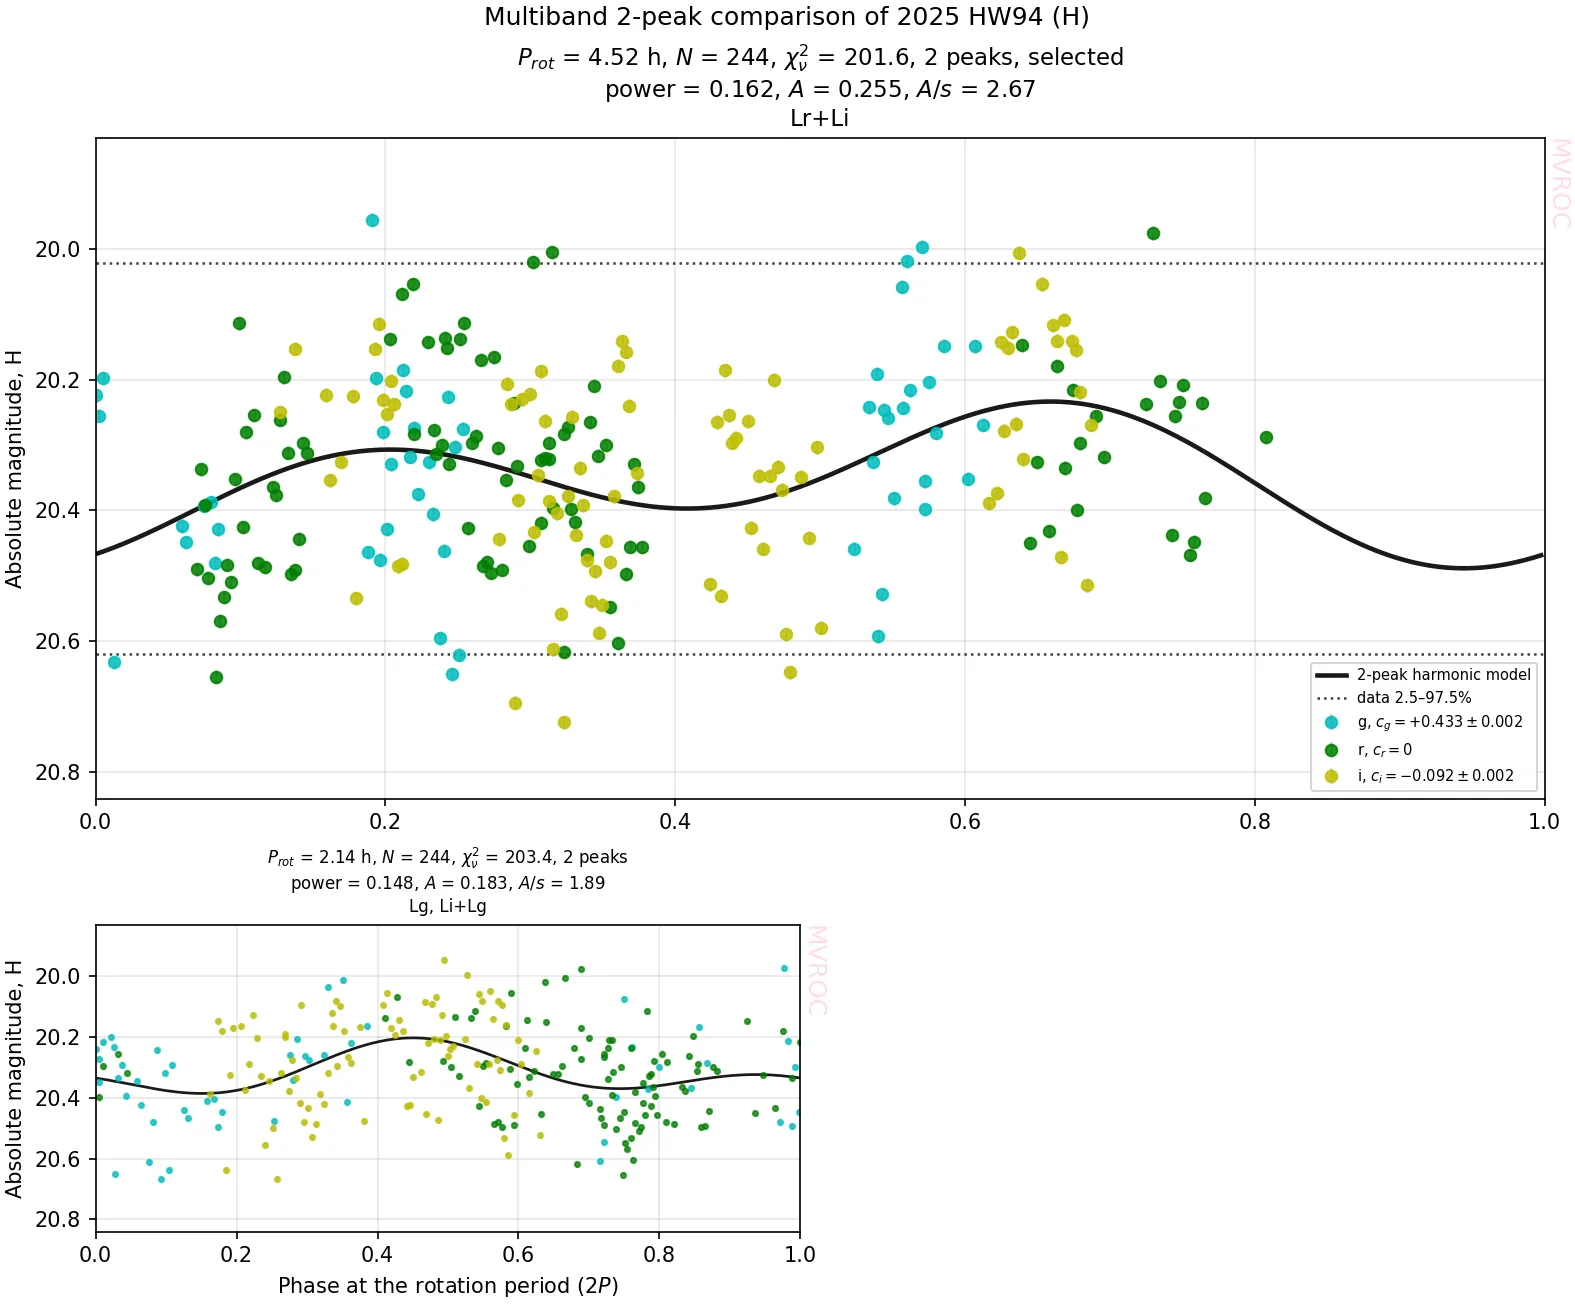 Multiband 2-peak comparison of 2025 HW94 (H)
P_rot = 4.52 h, N = 244, χ²_ν = 201.6, 2 peaks, selected
power = 0.162, A = 0.255, A/s = 2.67
Lr+Li
MVROC
Absolute magnitude, H
20.0
20.2
20.4
20.6
20.8
2-peak harmonic model
data 2.5–97.5%
g, c_g = +0.433 ± 0.002
r, c_r = 0
i, c_i = −0.092 ± 0.002
0.0 0.2 0.4 0.6 0.8 1.0
P_rot = 2.14 h, N = 244, χ²_ν = 203.4, 2 peaks
power = 0.148, A = 0.183, A/s = 1.89
Lg, Li+Lg
MVROC
Absolute magnitude, H
20.0
20.2
20.4
20.6
20.8
0.0 0.2 0.4 0.6 0.8 1.0
Phase at the rotation period (2P)